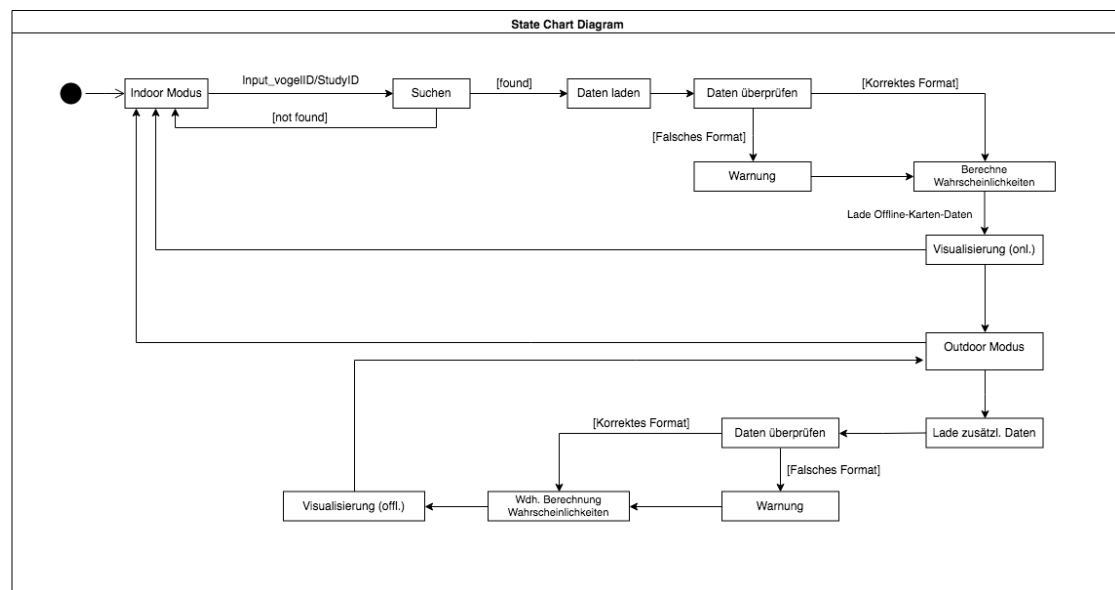 State Chart Diagram
Indoor Modus
Input_vogelID/StudyID
Suchen
[found]
Daten laden
Daten überprüfen
[Korrektes Format]
[not found]
[Falsches Format]
Warnung
Berechne
Wahrscheinlichkeiten
Lade Offline-Karten-Daten
Visualisierung (onl.)
Outdoor Modus
[Korrektes Format]
Daten überprüfen
Lade zusätzl. Daten
[Falsches Format]
Visualisierung (offl.)
Wdh. Berechnung
Wahrscheinlichkeiten
Warnung